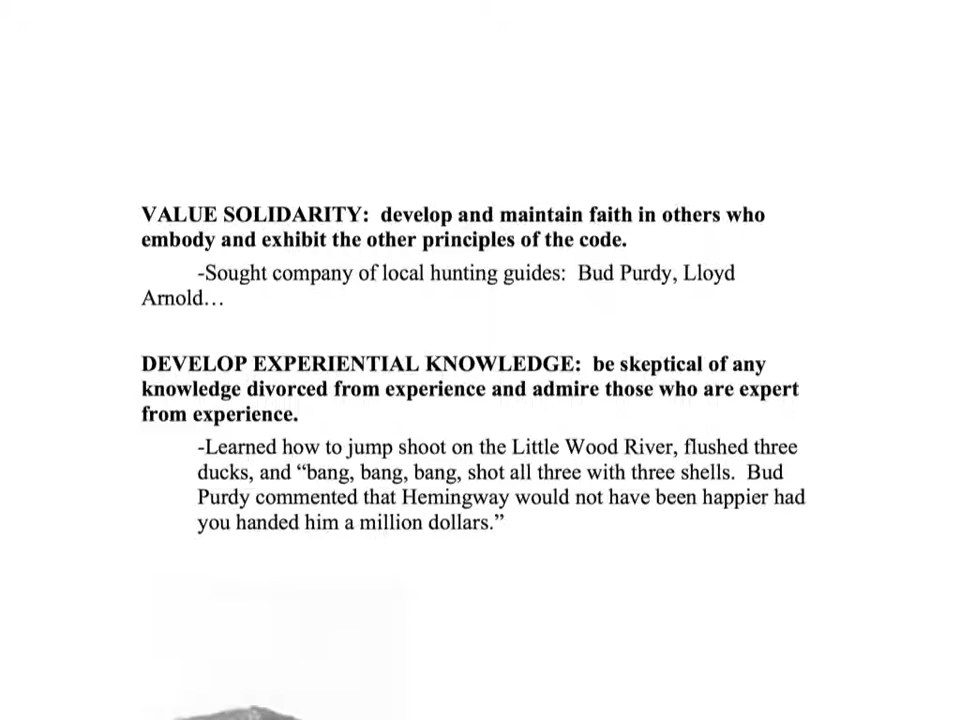 VALUE SOLIDARITY:  develop and maintain faith in others who
embody and exhibit the other principles of the code.
-Sought company of local hunting guides:  Bud Purdy, Lloyd
Arnold…
DEVELOP EXPERIENTIAL KNOWLEDGE:  be skeptical of any
knowledge divorced from experience and admire those who are expert
from experience.
-Learned how to jump shoot on the Little Wood River, flushed three
ducks, and “bang, bang, bang, shot all three with three shells.  Bud
Purdy commented that Hemingway would not have been happier had
you handed him a million dollars.”